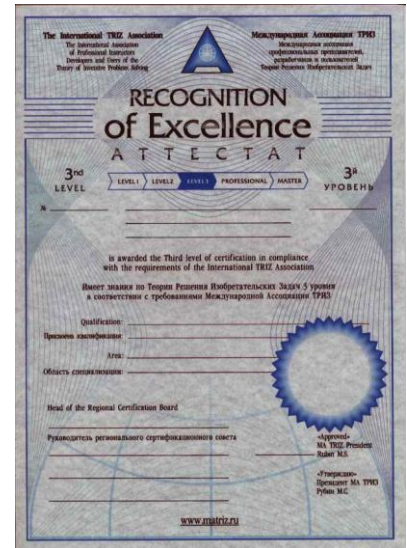 The International TRIZ Association
The International Association
of Professional Instructors
Developers and Users of the
Theory of Inventive Problem Solving
Международная Ассоциация ТРИЗ
Международная ассоциация
профессиональных преподавателей,
разработчиков и пользователей
Теории Решения Изобретательских Задач
RECOGNITION
of Excellence
АТТЕСТАТ
3nd
LEVEL
LEVEL 1 LEVEL 2 LEVEL 3 PROFESSIONAL MASTER
3й
УРОВЕНЬ
№
is awarded the Third level of certification in compliance
with the requirements of the International TRIZ Association
Имеет знания по Теории Решения Изобретательских Задач 3 уровня
в соответствии с требованиями Международной Ассоциации ТРИЗ
Qualification:
Присвоена квалификация:
Area:
Область специализации:
Head of the Regional Certification Board
Руководитель регионального сертификационного совета
«Approved»
MA TRIZ President
Rubin M.S.
«Утверждаю»
Президент МА ТРИЗ
Рубин М.С.
www.matriz.ru